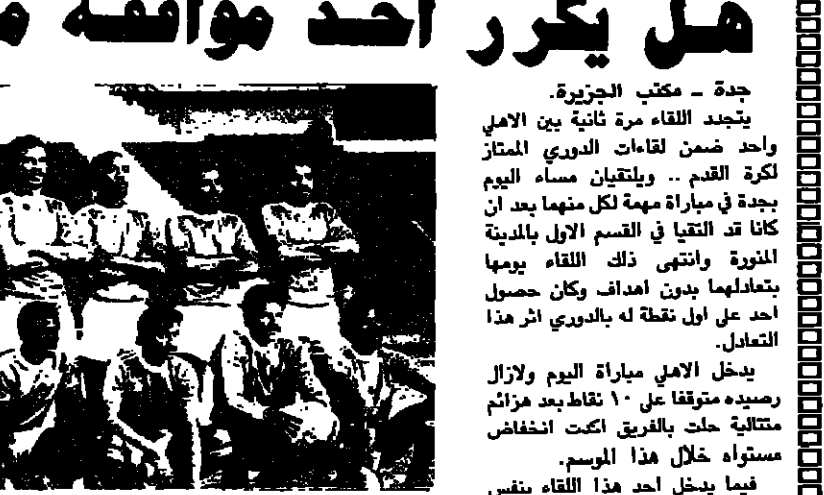 هل يكرر احد موافقه
جدة ــ مكتب الجزيرة.
يتجدد اللقاء مرة ثانية بين الاهلي
واحد ضمن لقاءات الدوري الممتاز
لكرة القدم .. ويلتقيان مساء اليوم
بجدة في مباراة مهمة لكل منهما بعد ان
كانا قد التقيا في القسم الاول بالمدينة
المنورة وانتهى ذلك اللقاء يومها
بتعادلهما بدون اهداف وكان حصول
احد على اول نقطة له بالدوري اثر هذا
التعادل.
يدخل الاهلي مباراة اليوم ولازال
رصيده متوقفا على ١٠ نقاط بعد هزائم
متتالية حلت بالفريق اكدت انخفاض
مستواه خلال هذا الموسم.
فيما يدخل احد هذا اللقاء بنفس